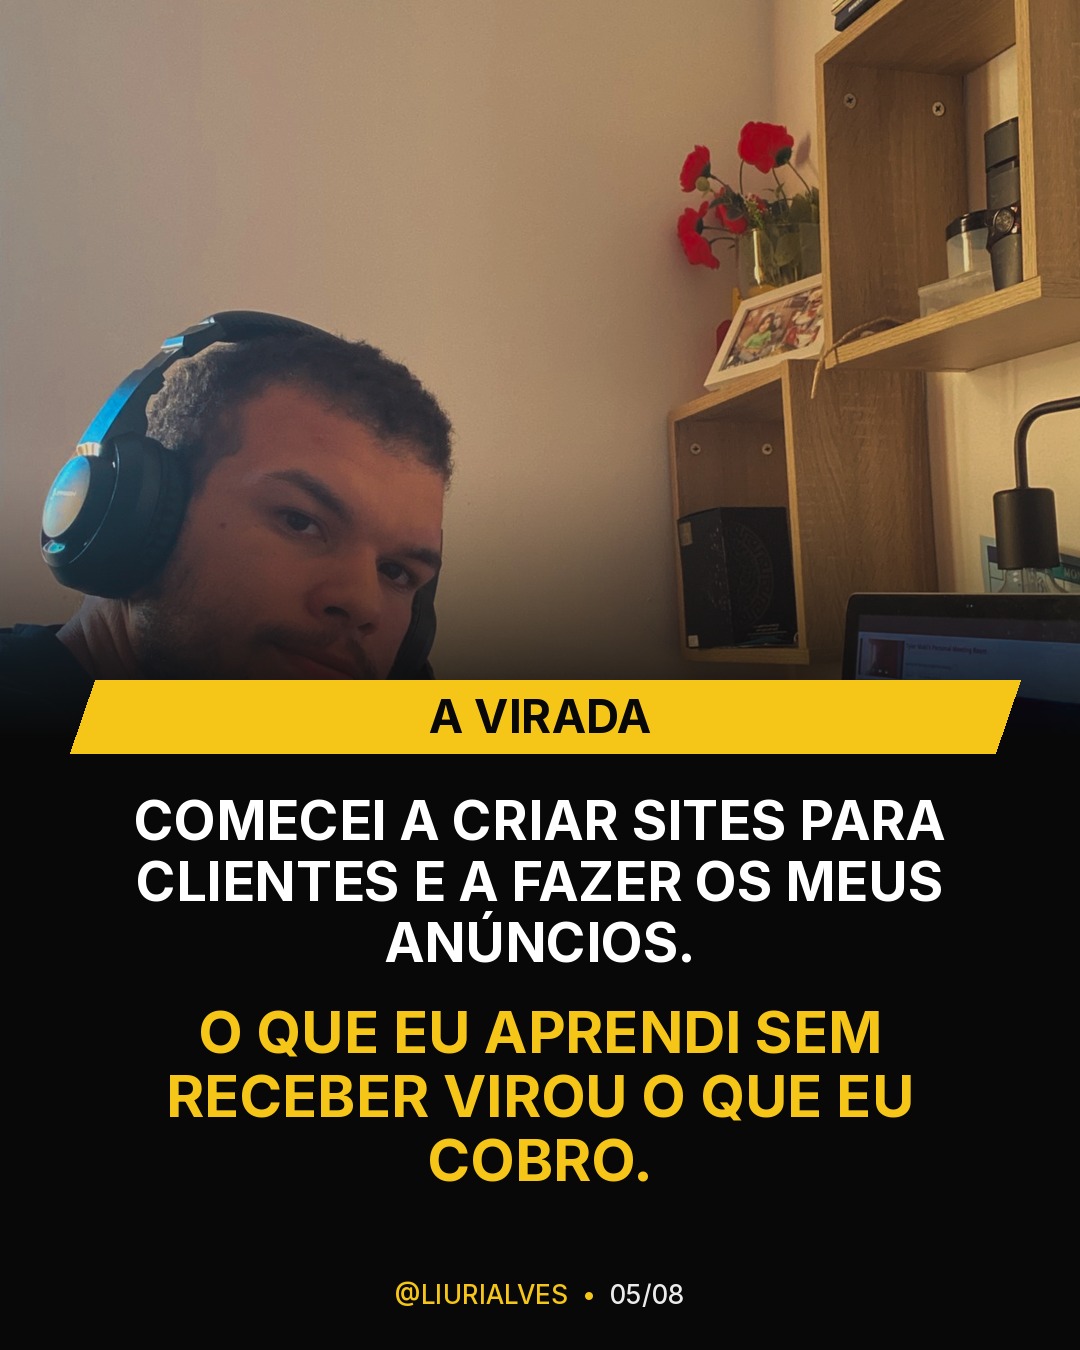 A VIRADA
COMECEI A CRIAR SITES PARA
CLIENTES E A FAZER OS MEUS
ANÚNCIOS.
O QUE EU APRENDI SEM
RECEBER VIROU O QUE EU
COBRO.
@LIURIALVES • 05/08